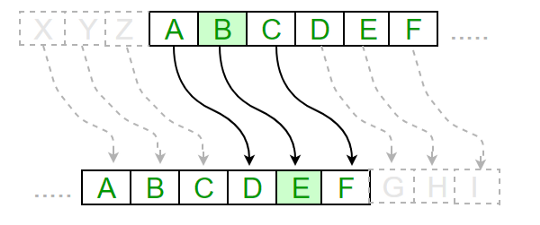 X Y Z A B C D E F .....
..... A B C D E F G H I